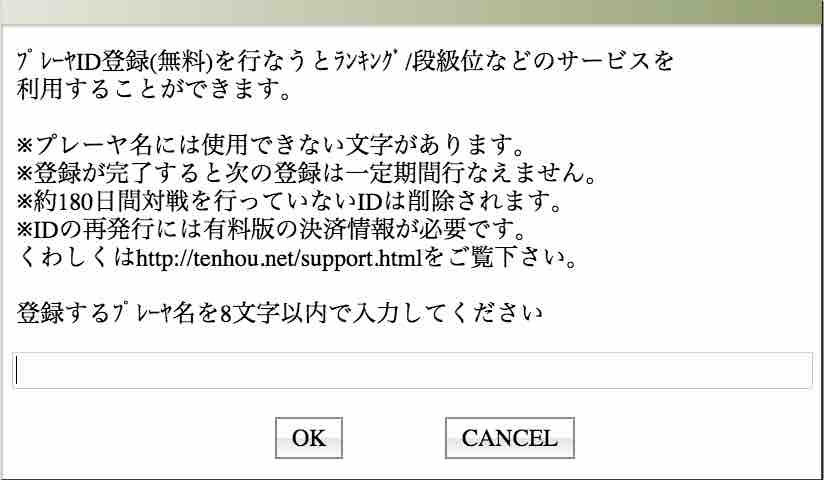 ﾌﾟﾚｰﾔID登録(無料)を行なうとﾗﾝｷﾝｸﾞ/段級位などのサービスを
利用することができます。
※プレーヤ名には使用できない文字があります。
※登録が完了すると次の登録は一定期間行なえません。
※約180日間対戦を行っていないIDは削除されます。
※IDの再発行には有料版の決済情報が必要です。
くわしくはhttp://tenhou.net/support.htmlをご覧下さい。
登録するﾌﾟﾚｰﾔ名を8文字以内で入力してください
OK CANCEL